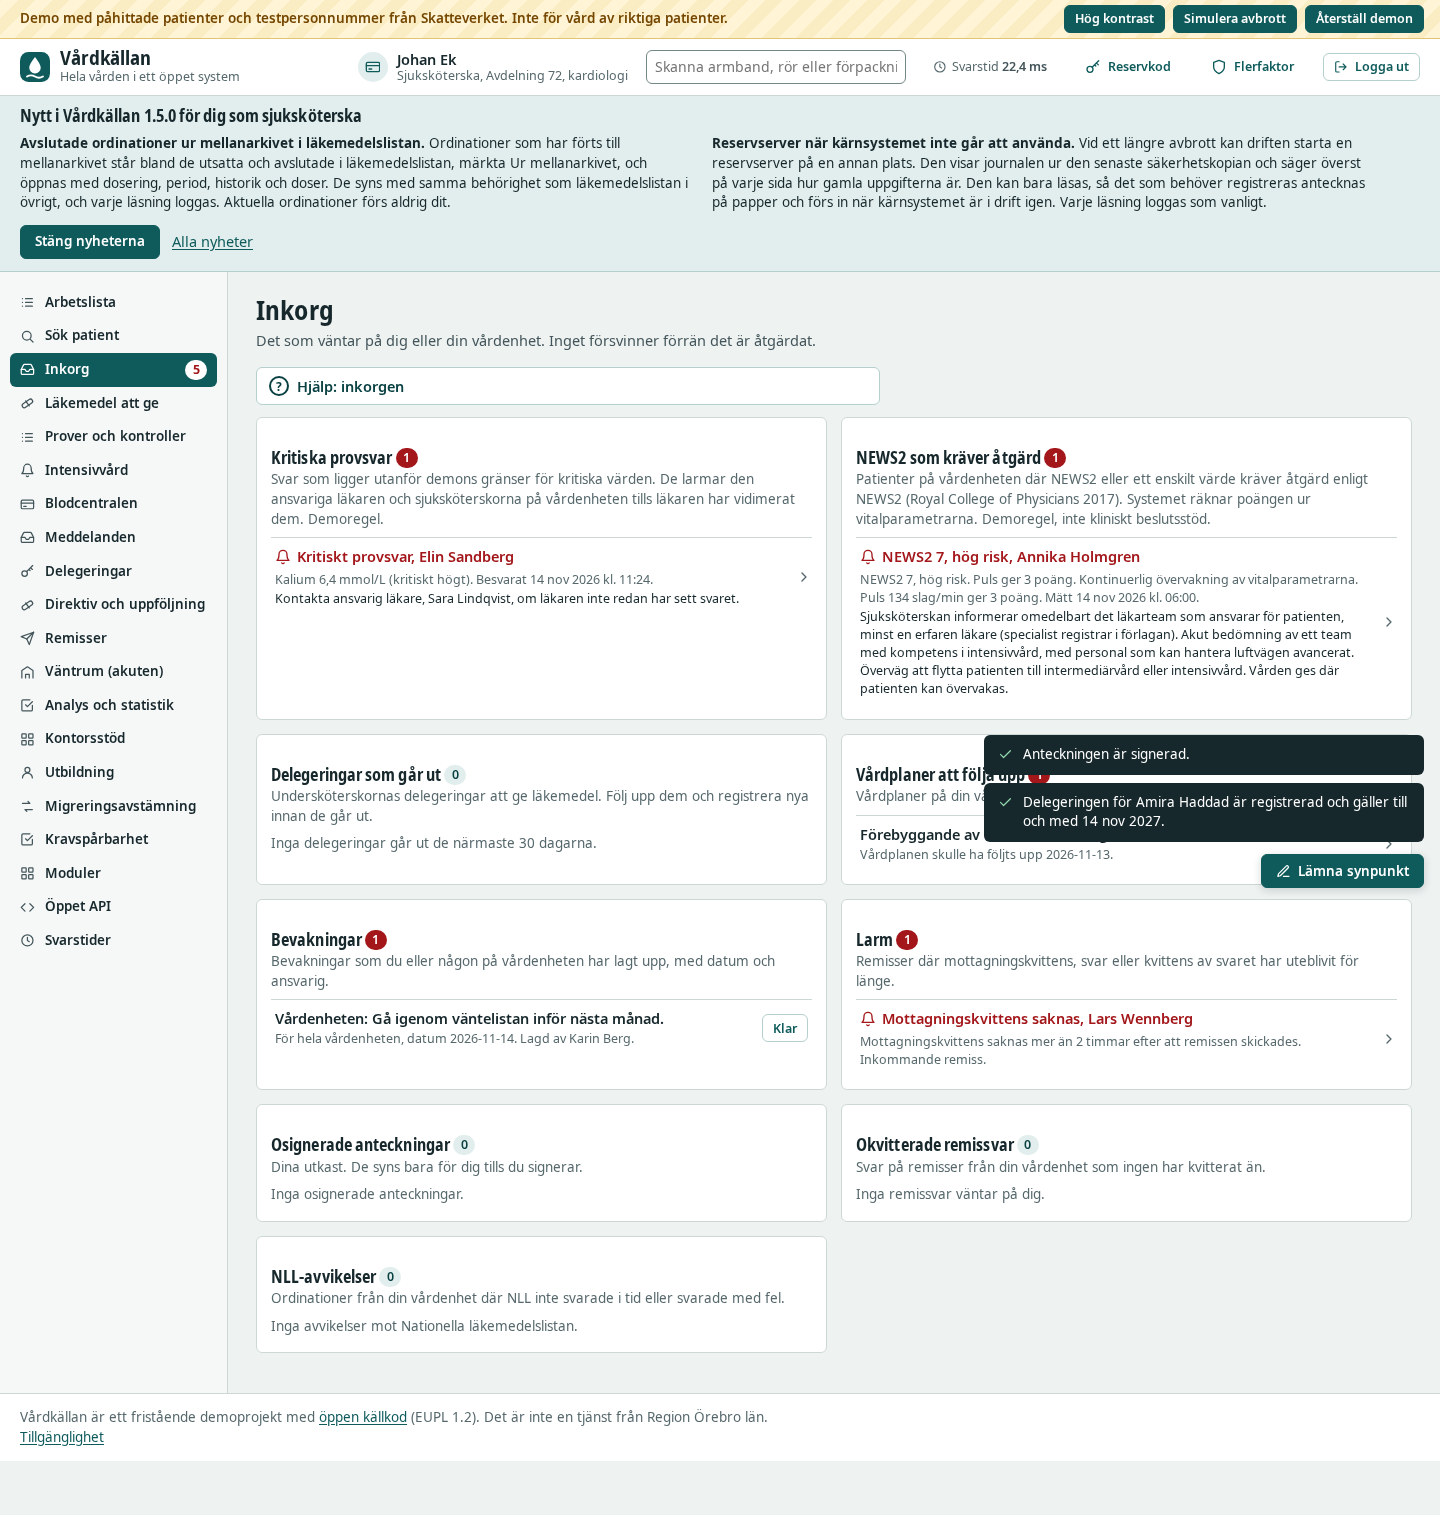 Demo med påhittade patienter och testpersonnummer från Skatteverket. Inte för vård av riktiga patienter.
Hög kontrast
Simulera avbrott
Återställ demon
Vårdkällan
Hela vården i ett öppet system
Johan Ek
Sjuksköterska, Avdelning 72, kardiologi
Skanna armband, rör eller förpackni
Svarstid 22,4 ms
Reservkod
Flerfaktor
Logga ut
Nytt i Vårdkällan 1.5.0 för dig som sjuksköterska
Avslutade ordinationer ur mellanarkivet i läkemedelslistan. Ordinationer som har förts till
mellanarkivet står bland de utsatta och avslutade i läkemedelslistan, märkta Ur mellanarkivet, och
öppnas med dosering, period, historik och doser. De syns med samma behörighet som läkemedelslistan i
övrigt, och varje läsning loggas. Aktuella ordinationer förs aldrig dit.
Reservserver när kärnsystemet inte går att använda. Vid ett längre avbrott kan driften starta en
reservserver på en annan plats. Den visar journalen ur den senaste säkerhetskopian och säger överst
på varje sida hur gamla uppgifterna är. Den kan bara läsas, så det som behöver registreras antecknas
på papper och förs in när kärnsystemet är i drift igen. Varje läsning loggas som vanligt.
Stäng nyheterna
Alla nyheter
Arbetslista
Sök patient
Inkorg 5
Läkemedel att ge
Prover och kontroller
Intensivvård
Blodcentralen
Meddelanden
Delegeringar
Direktiv och uppföljning
Remisser
Väntrum (akuten)
Analys och statistik
Kontorsstöd
Utbildning
Migreringsavstämning
Kravspårbarhet
Moduler
Öppet API
Svarstider
Inkorg
Det som väntar på dig eller din vårdenhet. Inget försvinner förrän det är åtgärdat.
? Hjälp: inkorgen
Kritiska provsvar 1
Svar som ligger utanför demons gränser för kritiska värden. De larmar den
ansvariga läkaren och sjuksköterskorna på vårdenheten tills läkaren har vidimerat
dem. Demoregel.
Kritiskt provsvar, Elin Sandberg
Kalium 6,4 mmol/L (kritiskt högt). Besvarat 14 nov 2026 kl. 11:24.
Kontakta ansvarig läkare, Sara Lindqvist, om läkaren inte redan har sett svaret.
NEWS2 som kräver åtgärd 1
Patienter på vårdenheten där NEWS2 eller ett enskilt värde kräver åtgärd enligt
NEWS2 (Royal College of Physicians 2017). Systemet räknar poängen ur
vitalparametrarna. Demoregel, inte kliniskt beslutsstöd.
NEWS2 7, hög risk, Annika Holmgren
NEWS2 7, hög risk. Puls ger 3 poäng. Kontinuerlig övervakning av vitalparametrarna.
Puls 134 slag/min ger 3 poäng. Mätt 14 nov 2026 kl. 06:00.
Sjuksköterskan informerar omedelbart det läkarteam som ansvarar för patienten,
minst en erfaren läkare (specialist registrar i förlagan). Akut bedömning av ett team
med kompetens i intensivvård, med personal som kan hantera luftvägen avancerat.
Överväg att flytta patienten till intermediärvård eller intensivvård. Vården ges där
patienten kan övervakas.
Delegeringar som går ut 0
Undersköterskornas delegeringar att ge läkemedel. Följ upp dem och registrera nya
innan de går ut.
Inga delegeringar går ut de närmaste 30 dagarna.
Vårdplaner att följa upp 1
Vårdplaner på din vå
Förebyggande av
Vårdplanen skulle ha följts upp 2026-11-13.
Anteckningen är signerad.
Delegeringen för Amira Haddad är registrerad och gäller till
och med 14 nov 2027.
Lämna synpunkt
Bevakningar 1
Bevakningar som du eller någon på vårdenheten har lagt upp, med datum och
ansvarig.
Vårdenheten: Gå igenom väntelistan inför nästa månad.
För hela vårdenheten, datum 2026-11-14. Lagd av Karin Berg.
Klar
Larm 1
Remisser där mottagningskvittens, svar eller kvittens av svaret har uteblivit för
länge.
Mottagningskvittens saknas, Lars Wennberg
Mottagningskvittens saknas mer än 2 timmar efter att remissen skickades.
Inkommande remiss.
Osignerade anteckningar 0
Dina utkast. De syns bara för dig tills du signerar.
Inga osignerade anteckningar.
Okvitterade remissvar 0
Svar på remisser från din vårdenhet som ingen har kvitterat än.
Inga remissvar väntar på dig.
NLL-avvikelser 0
Ordinationer från din vårdenhet där NLL inte svarade i tid eller svarade med fel.
Inga avvikelser mot Nationella läkemedelslistan.
Vårdkällan är ett fristående demoprojekt med öppen källkod (EUPL 1.2). Det är inte en tjänst från Region Örebro län.
Tillgänglighet